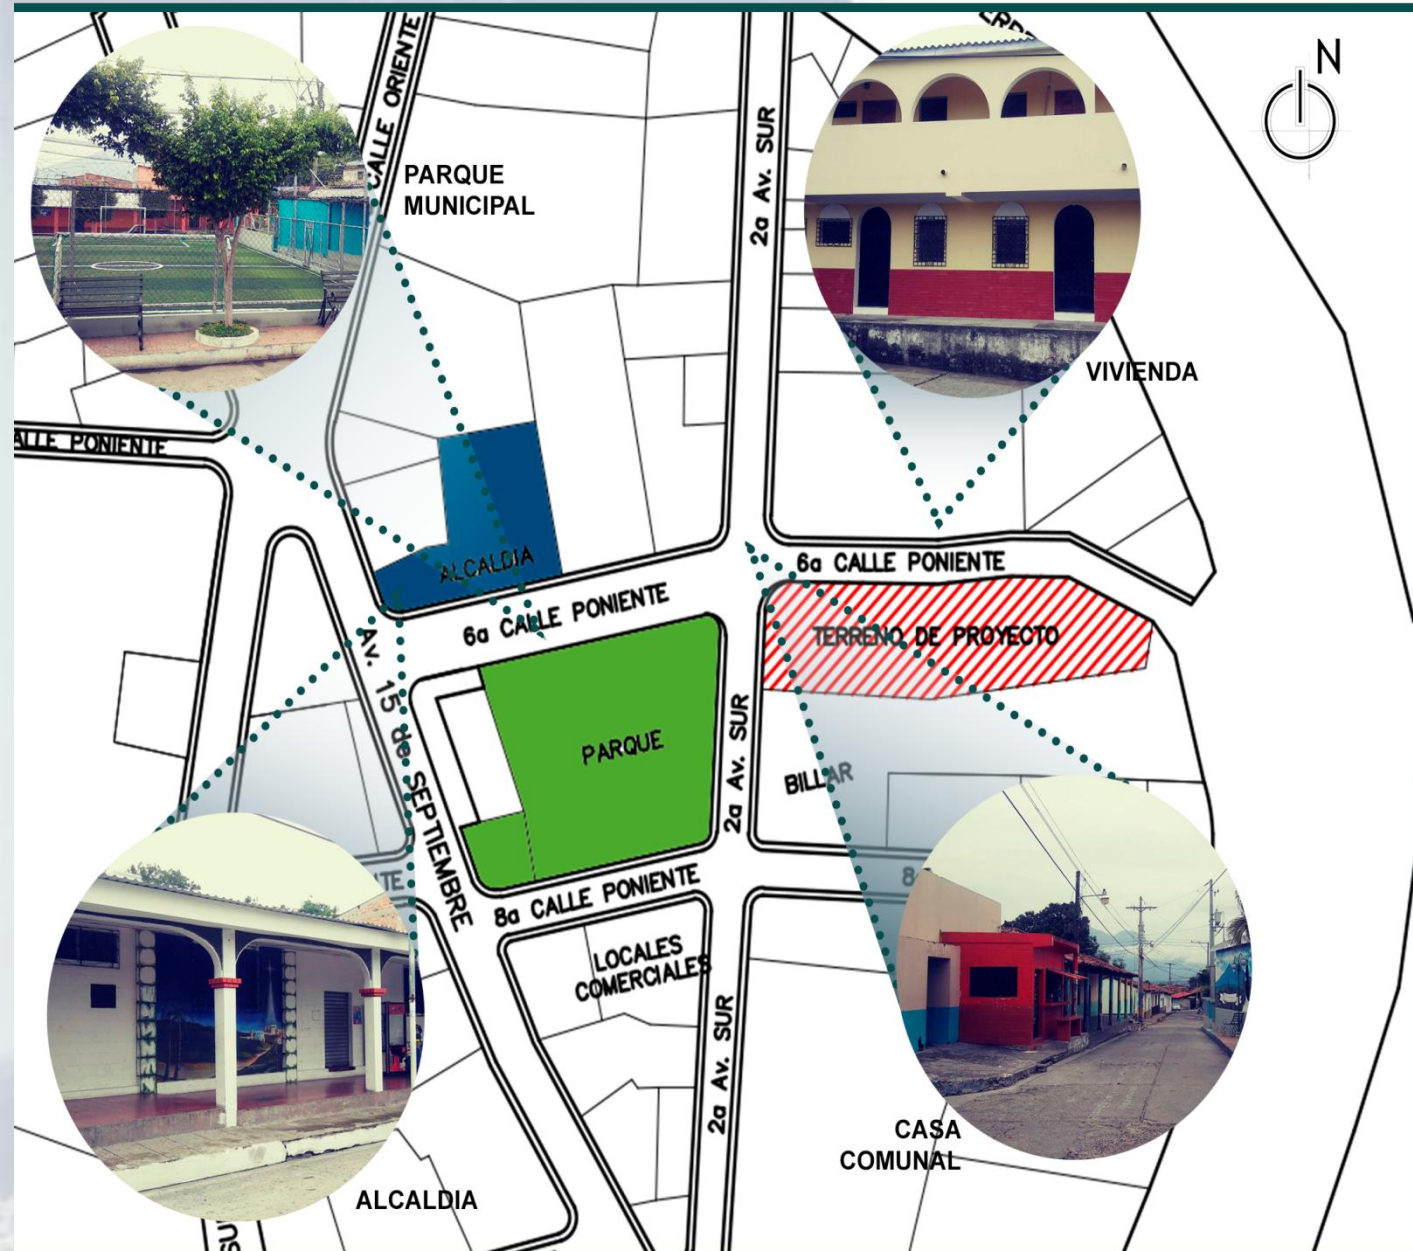 N
CALLE ORIENTE
2a Av. SUR
PARQUE
MUNICIPAL
VIVIENDA
CALLE PONIENTE
ALCALDIA
6a CALLE PONIENTE
6a CALLE PONIENTE
TERRENO DE PROYECTO
Av. 15 de SEPTIEMBRE
PARQUE
2a Av. SUR
BILLAR
8a CALLE PONIENTE
8
LOCALES
COMERCIALES
2a Av. SUR
CASA
COMUNAL
ALCALDIA